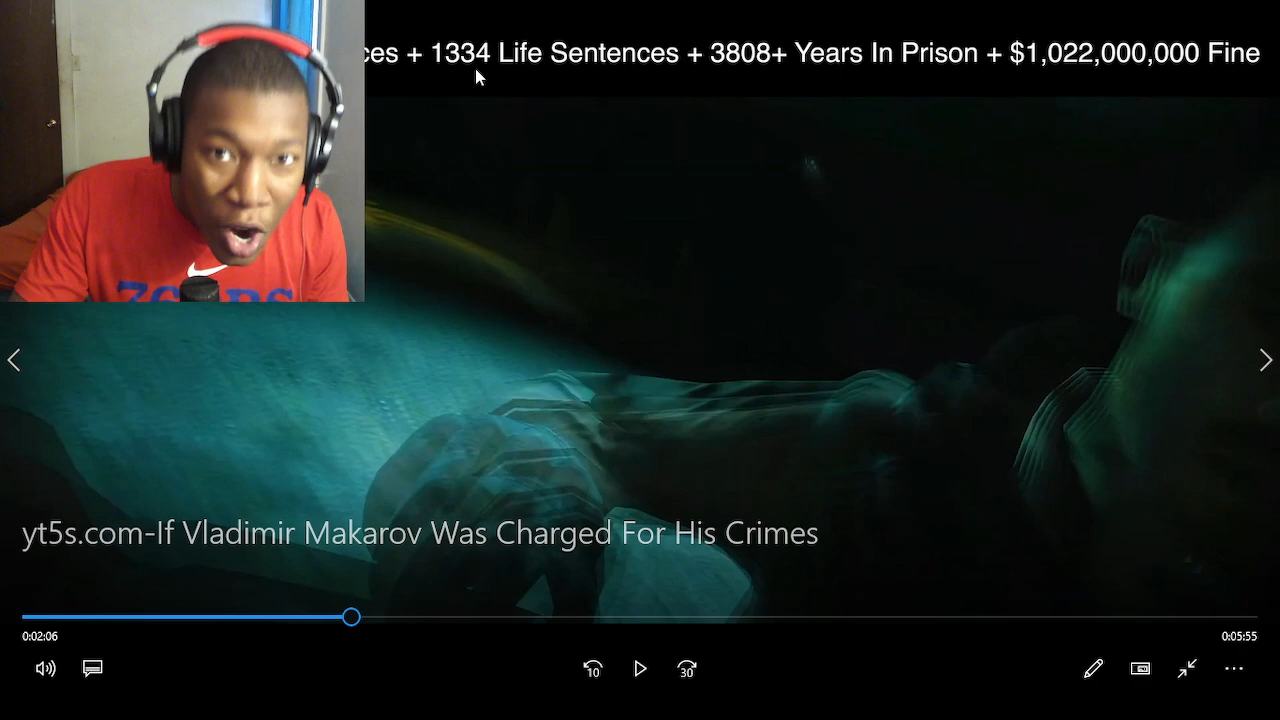 ces + 1334 Life Sentences + 3808+ Years In Prison + $1,022,000,000 Fine
76ERS
yt5s.com-If Vladimir Makarov Was Charged For His Crimes
0:02:06
0:05:55
10
30